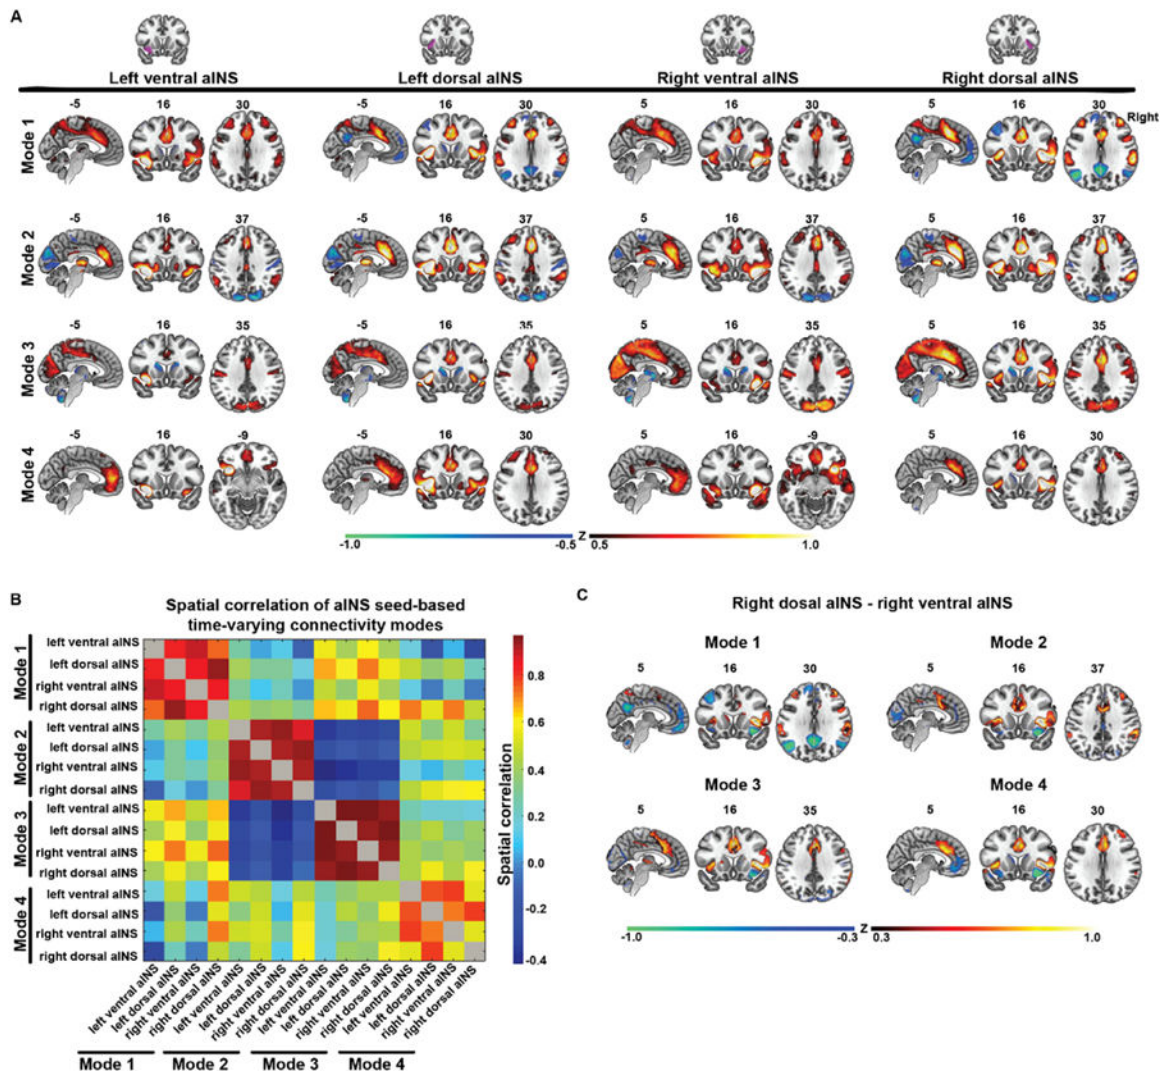 A
Left ventral aINS Left dorsal aINS Right ventral aINS Right dorsal aINS
-5 16 30 -5 16 30 5 16 30 5 16 30
Right
Mode 1
-5 16 37 -5 16 37 5 16 37 5 16 37
Mode 2
-5 16 35 -5 16 35 5 16 35 5 16 35
Mode 3
-5 16 -9 -5 16 30 5 16 -9 5 16 30
Mode 4
-1.0 -0.5 Z 0.5 1.0
B
Spatial correlation of aINS seed-based
time-varying connectivity modes
Mode 1
left ventral aINS
left dorsal aINS
right ventral aINS
right dorsal aINS
Mode 2
left ventral aINS
left dorsal aINS
right ventral aINS
right dorsal aINS
Mode 3
left ventral aINS
left dorsal aINS
right ventral aINS
right dorsal aINS
Mode 4
left ventral aINS
left dorsal aINS
right ventral aINS
right dorsal aINS
Spatial correlation
0.8
0.6
0.4
0.2
0.0
-0.2
-0.4
left ventral aINS
left dorsal aINS
right ventral aINS
right dorsal aINS
left ventral aINS
left dorsal aINS
right ventral aINS
right dorsal aINS
left ventral aINS
left dorsal aINS
right ventral aINS
right dorsal aINS
left ventral aINS
left dorsal aINS
right ventral aINS
right dorsal aINS
Mode 1 Mode 2 Mode 3 Mode 4
C
Right dosal aINS - right ventral aINS
Mode 1 Mode 2
5 16 30 5 16 37
Mode 3 Mode 4
5 16 35 5 16 30
-1.0 -0.3 Z 0.3 1.0